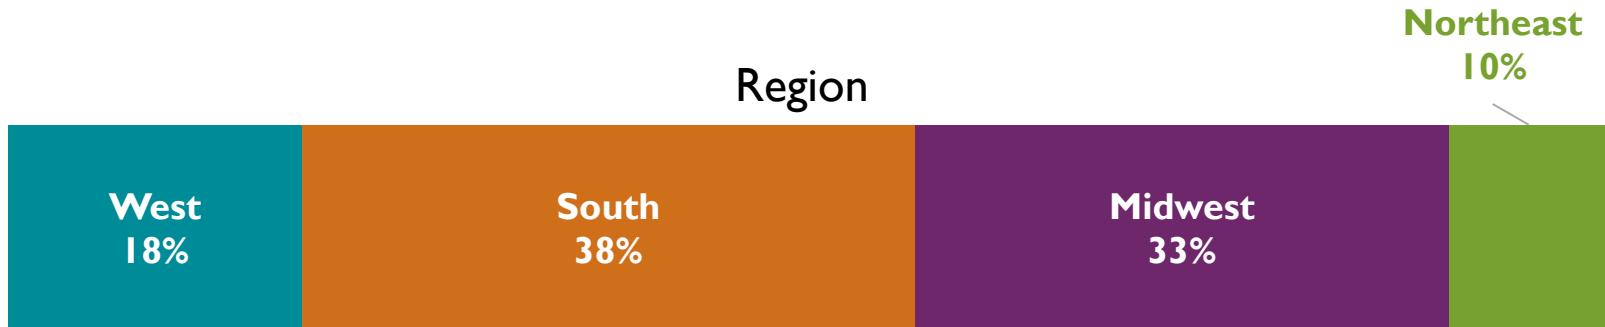 Region
West
18%
South
38%
Midwest
33%
Northeast
10%